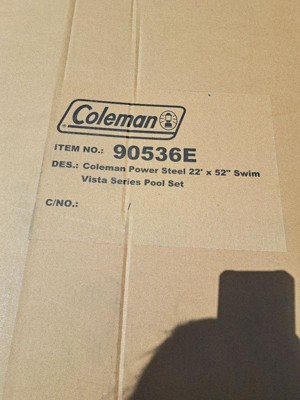 Coleman
ITEM NO.: 90536E
DES.: Coleman Power Steel 22' x 52" Swim
Vista Series Pool Set
C/NO.: /